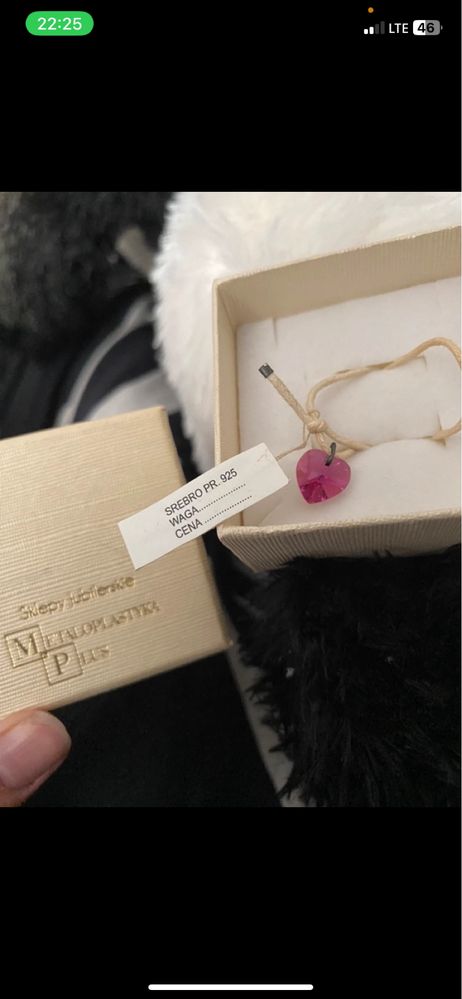 22:25
LTE 46
SREBRO PR. 925
WAGA....................
CENA ....................
Sklepy jubilerskie
METALOPLASTYKA
PLUS